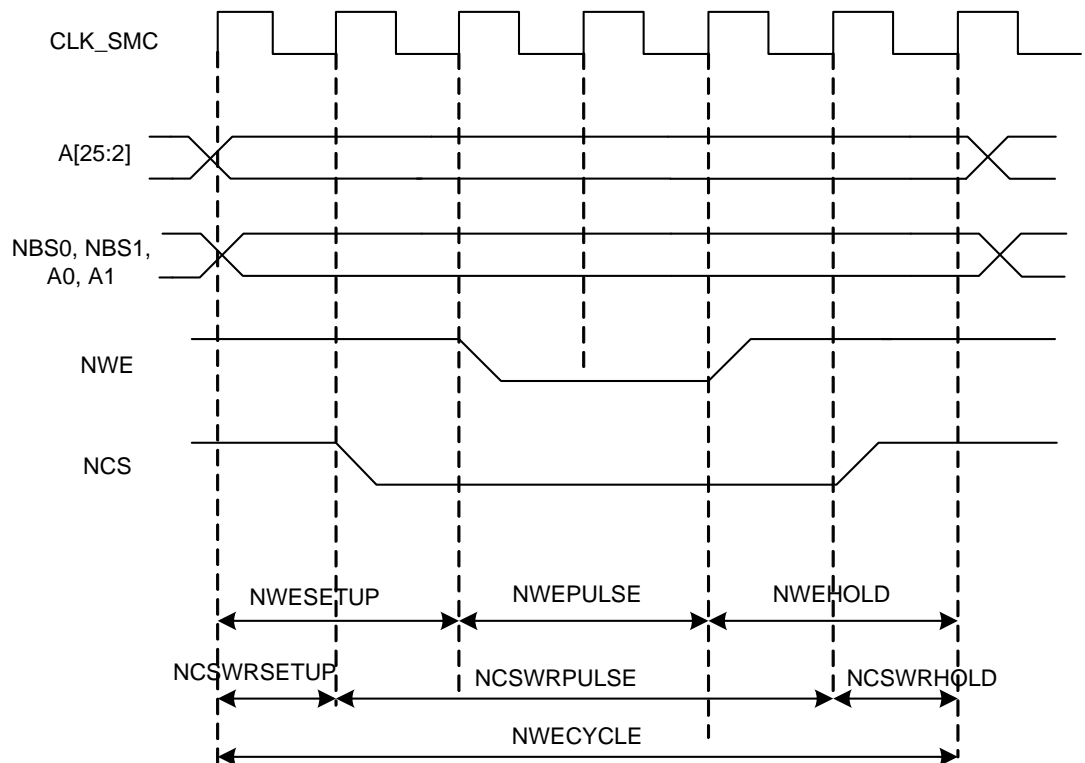 CLK_SMC
A[25:2]
NBS0, NBS1,
A0, A1
NWE
NCS
NWESETUP
NWEPULSE
NWEHOLD
NCSWRSETUP
NCSWRPULSE
NCSWRHOLD
NWECYCLE